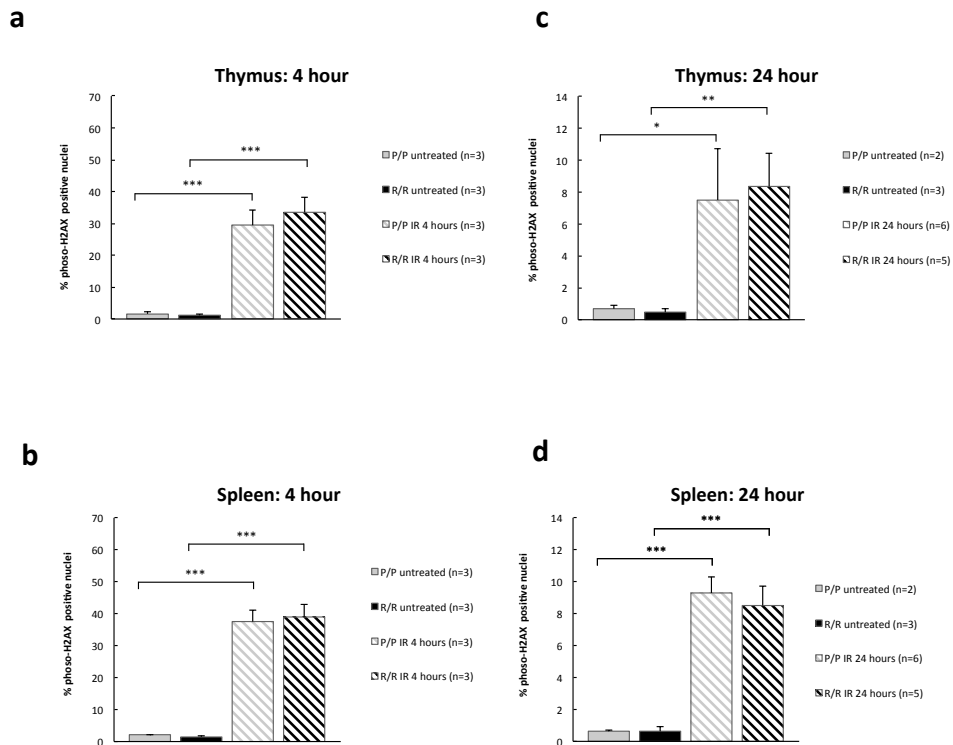 a
Thymus: 4 hour
% phoso-H2AX positive nuclei
70
60
50
40
30
20
10
0
***
***
P/P untreated (n=3)
R/R untreated (n=3)
P/P IR 4 hours (n=3)
R/R IR 4 hours (n=3)
c
Thymus: 24 hour
% phoso-H2AX positive nuclei
14
12
10
8
6
4
2
0
**
*
P/P untreated (n=2)
R/R untreated (n=3)
P/P IR 24 hours (n=6)
R/R IR 24 hours (n=5)
b
Spleen: 4 hour
% phoso-H2AX positive nuclei
70
60
50
40
30
20
10
0
***
***
P/P untreated (n=3)
R/R untreated (n=3)
P/P IR 4 hours (n=3)
R/R IR 4 hours (n=3)
d
Spleen: 24 hour
% phoso-H2AX positive nuclei
14
12
10
8
6
4
2
0
***
***
P/P untreated (n=2)
R/R untreated (n=3)
P/P IR 24 hours (n=6)
R/R IR 24 hours (n=5)